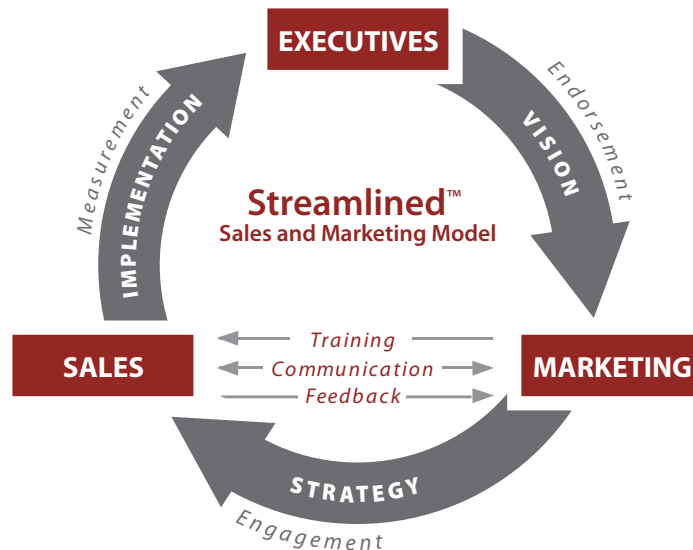 EXECUTIVES
Endorsement
VISION
Measurement
IMPLEMENTATION
Streamlined™
Sales and Marketing Model
SALES
Training
Communication
Feedback
MARKETING
STRATEGY
Engagement